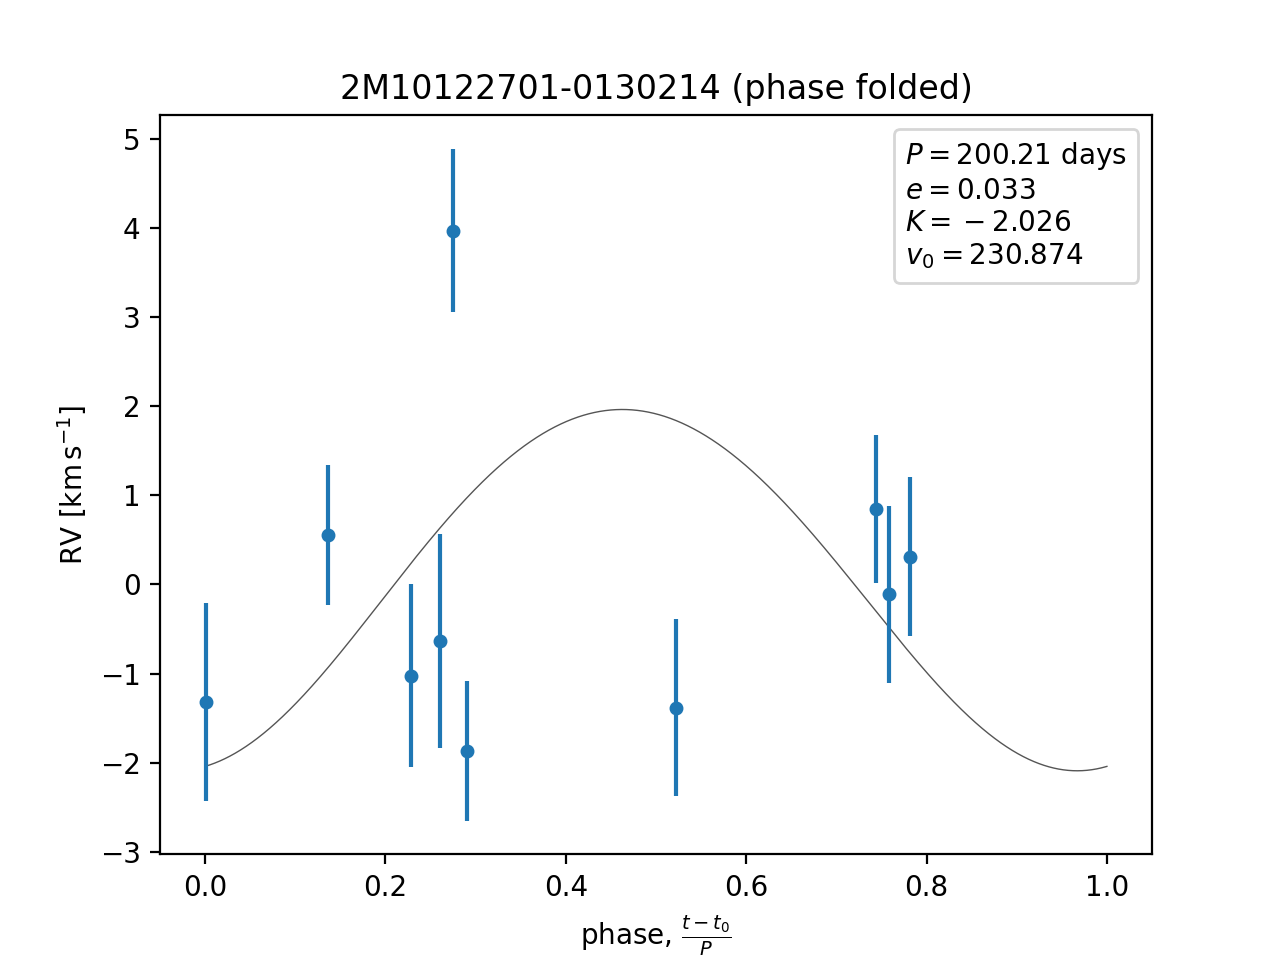 2M10122701-0130214 (phase folded)
P = 200.21 days
e = 0.033
K = −2.026
v₀ = 230.874
5
4
3
2
1
0
−1
−2
−3
RV [km s⁻¹]
0.0 0.2 0.4 0.6 0.8 1.0
phase, (t − t₀)/P